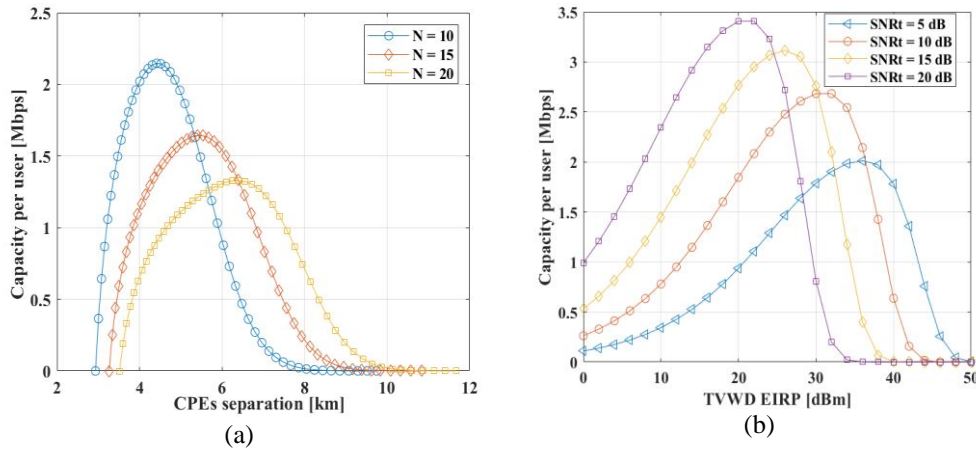 2.5
2
1.5
1
0.5
0
2
4
6
8
10
12
Capacity per user [Mbps]
CPEs separation [km]
N = 10
N = 15
N = 20
(a)
3.5
3
2.5
2
1.5
1
0.5
0
0
10
20
30
40
50
Capacity per user [Mbps]
TVWD EIRP [dBm]
SNRt = 5 dB
SNRt = 10 dB
SNRt = 15 dB
SNRt = 20 dB
(b)